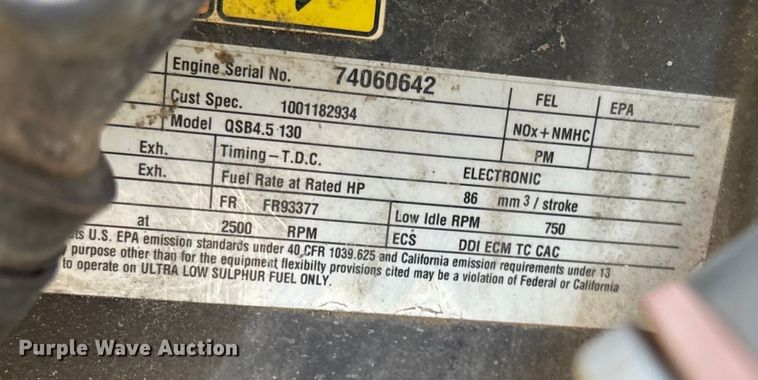 Engine Serial No. 74060642
Cust Spec. 1001182934 FEL EPA
Model QSB4.5 130 NOx+NMHC
Exh. Timing-T.D.C. ELECTRONIC PM
Exh. Fuel Rate at Rated HP 86 mm3 / stroke
FR FR93377 Low Idle RPM 750
at 2500 RPM ECS DDI ECM TC CAC
U.S. EPA emission standards under 40 CFR 1039.625 and California emission requirements under 13
purpose other than for the equipment flexibilty provisions cited may be a violation of Federal or California
to operate on ULTRA LOW SULPHUR FUEL ONLY.
Purple Wave Auction